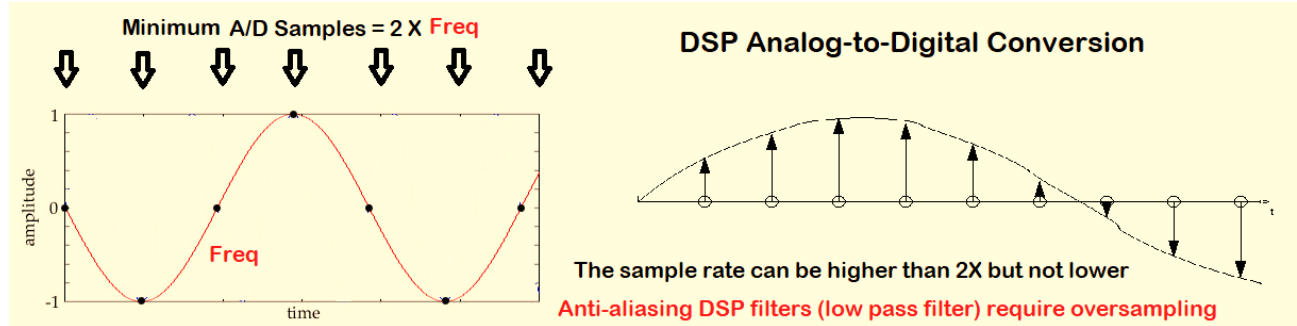 Minimum A/D Samples = 2 X Freq
DSP Analog-to-Digital Conversion
1
0
-1
amplitude
Freq
time
t
The sample rate can be higher than 2X but not lower
Anti-aliasing DSP filters (low pass filter) require oversampling